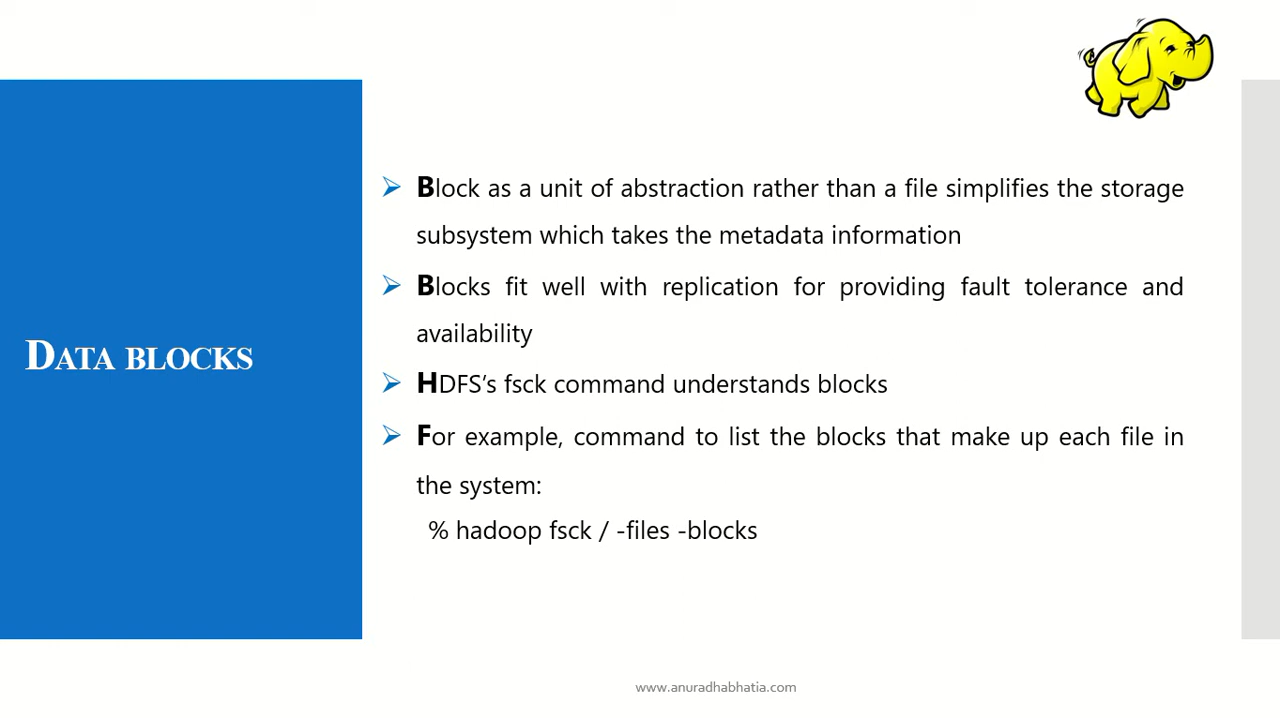 DATA BLOCKS
Block as a unit of abstraction rather than a file simplifies the storage
subsystem which takes the metadata information
Blocks fit well with replication for providing fault tolerance and
availability
HDFS’s fsck command understands blocks
For example, command to list the blocks that make up each file in
the system:
% hadoop fsck / -files -blocks
www.anuradhabhatia.com